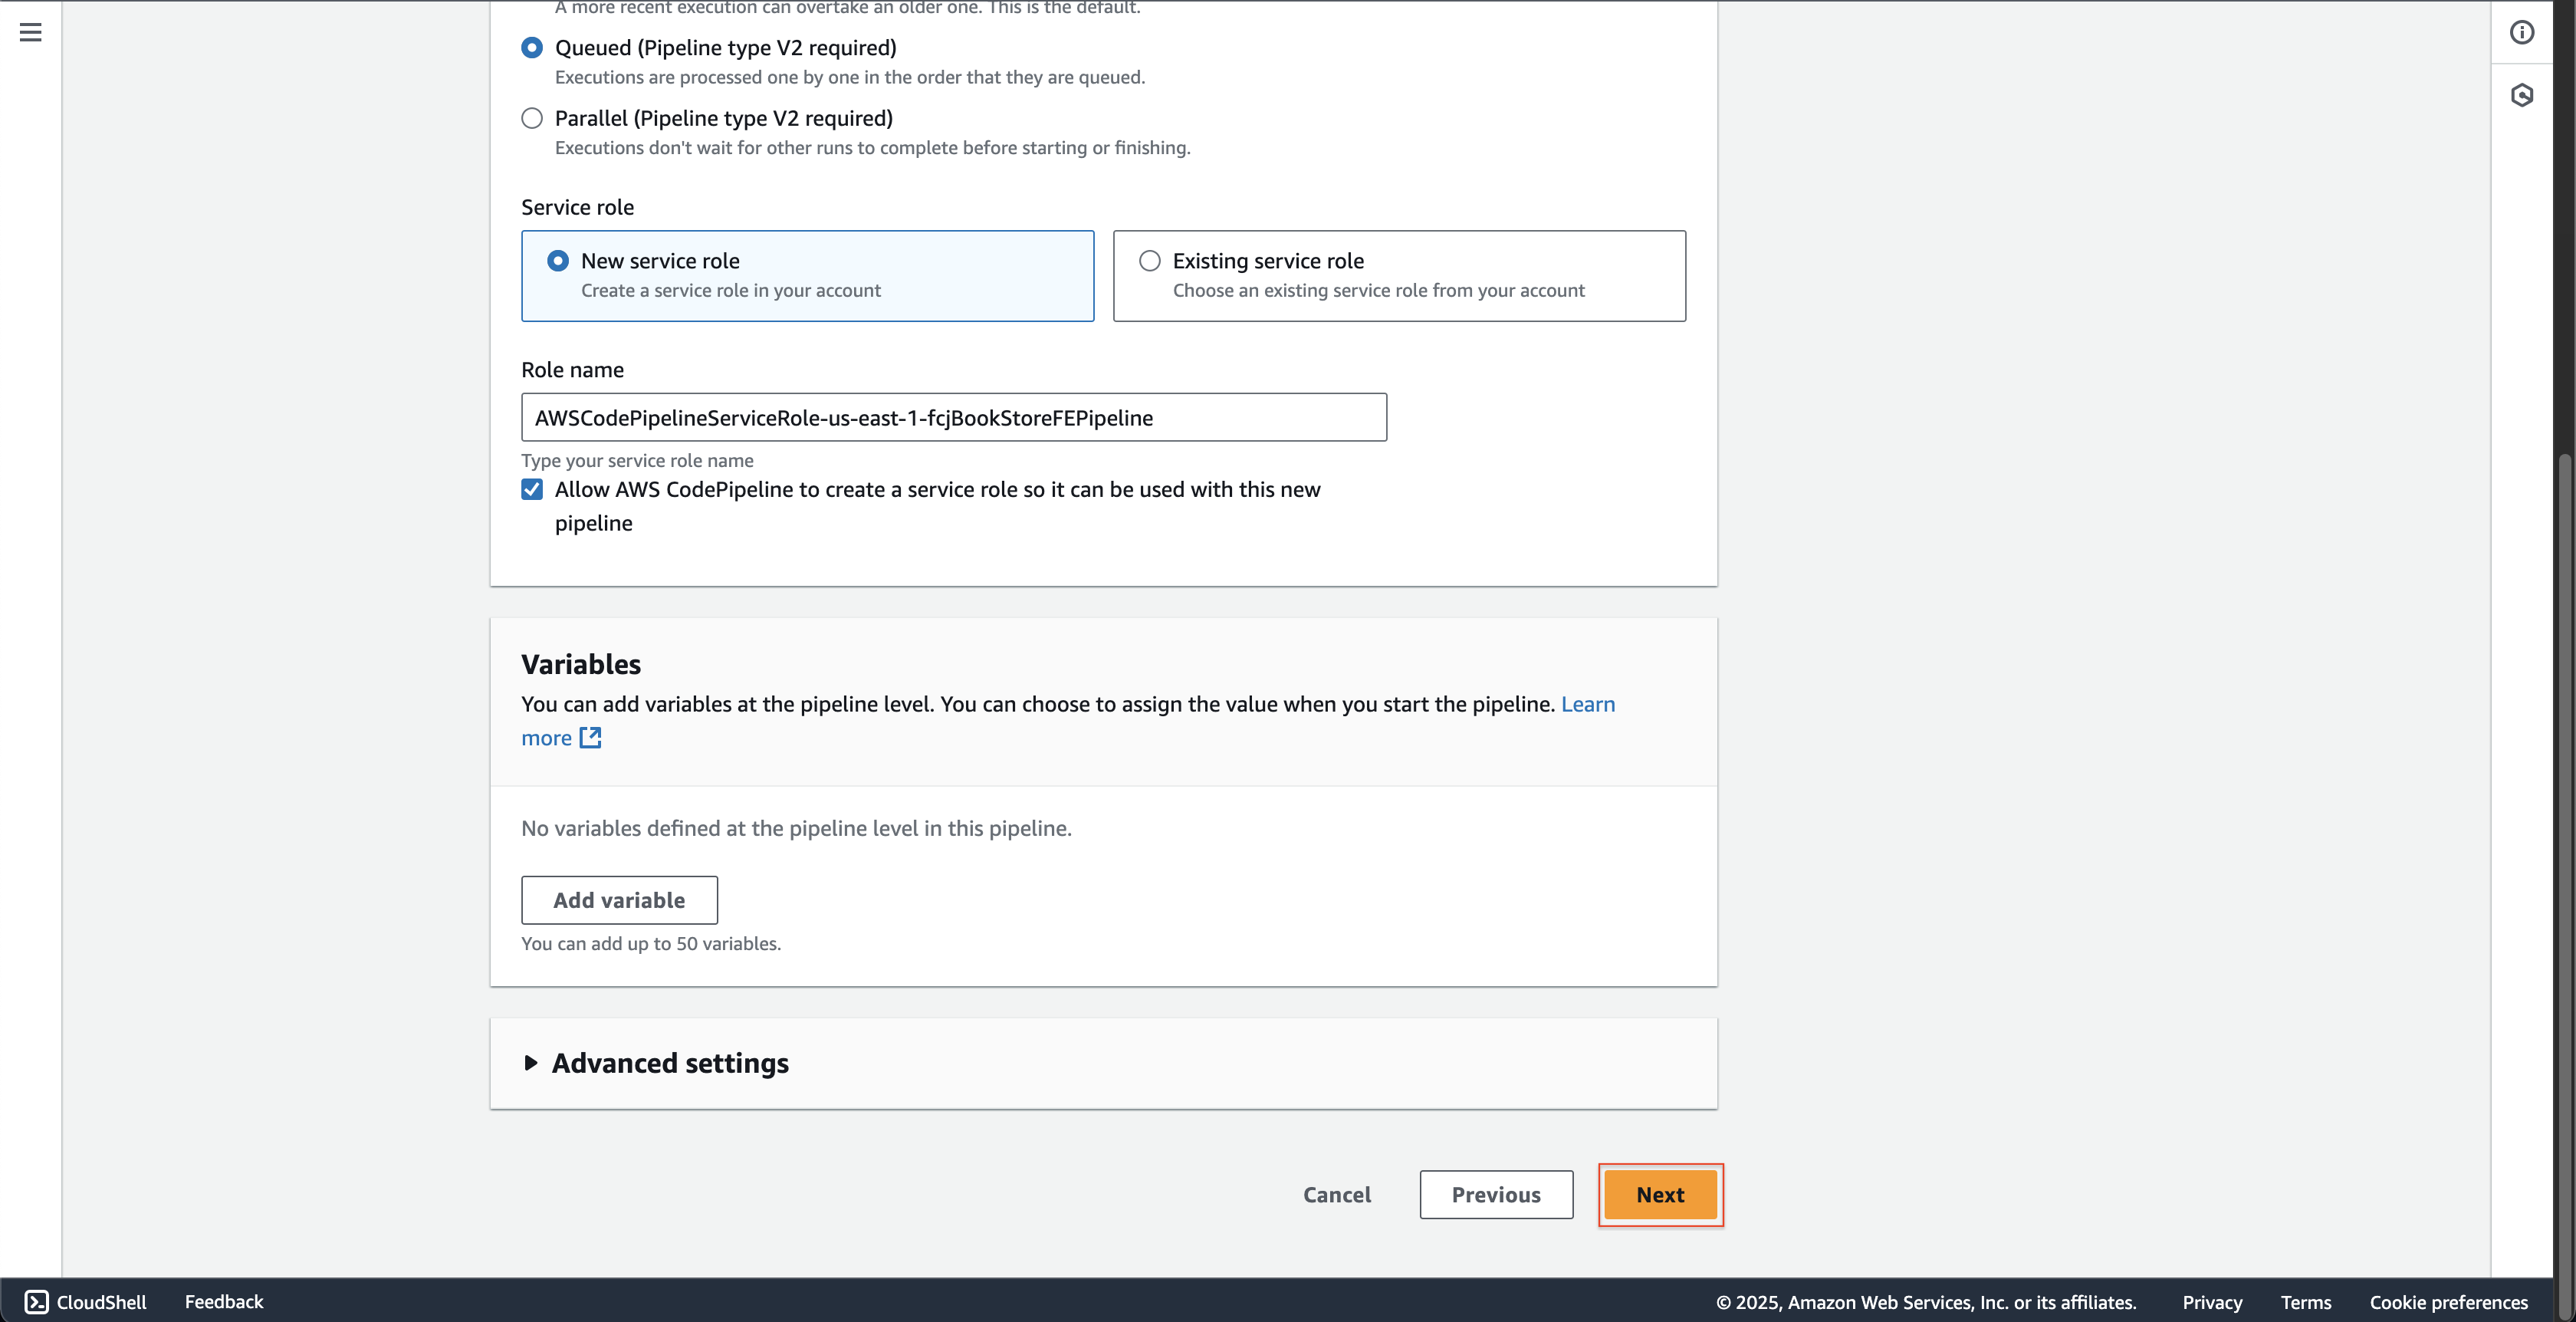 A more recent execution can overtake an older one. This is the default.
Queued (Pipeline type V2 required)
Executions are processed one by one in the order that they are queued.
Parallel (Pipeline type V2 required)
Executions don't wait for other runs to complete before starting or finishing.
Service role
New service role
Create a service role in your account
Existing service role
Choose an existing service role from your account
Role name
AWSCodePipelineServiceRole-us-east-1-fcjBookStoreFEPipeline
Type your service role name
Allow AWS CodePipeline to create a service role so it can be used with this new
pipeline
Variables
You can add variables at the pipeline level. You can choose to assign the value when you start the pipeline. Learn
more
No variables defined at the pipeline level in this pipeline.
Add variable
You can add up to 50 variables.
Advanced settings
Cancel
Previous
Next
CloudShell
Feedback
© 2025, Amazon Web Services, Inc. or its affiliates.
Privacy
Terms
Cookie preferences